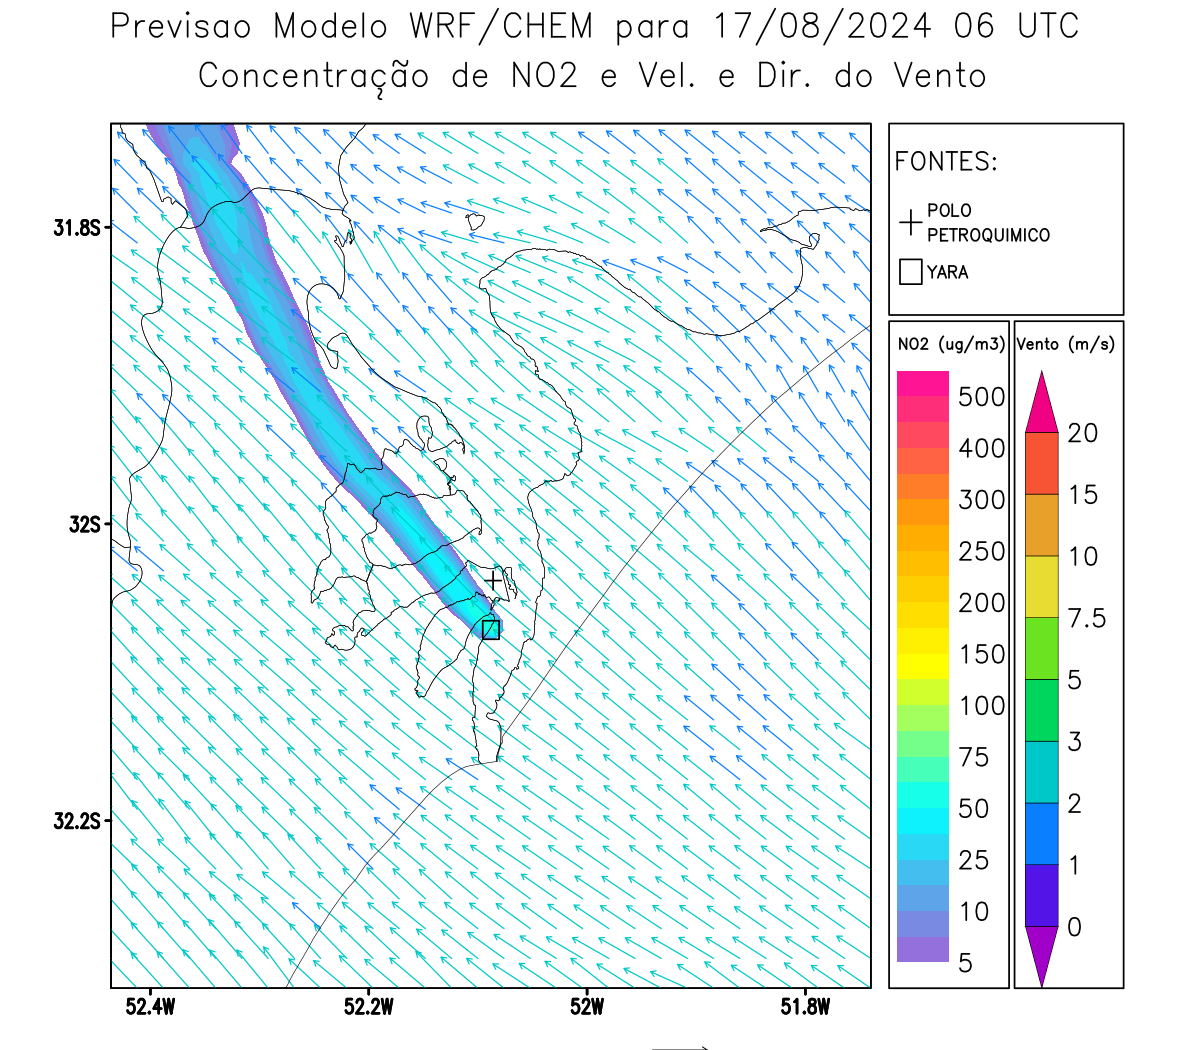 Previsao Modelo WRF/CHEM para 17/08/2024 06 UTC
Concentração de NO2 e Vel. e Dir. do Vento
FONTES:
POLO
PETROQUIMICO
YARA
NO2 (ug/m3)
500
400
300
250
200
150
100
75
50
25
10
5
Vento (m/s)
20
15
10
7.5
5
3
2
1
0
31.8S
32S
32.2S
52.4W
52.2W
52W
51.8W